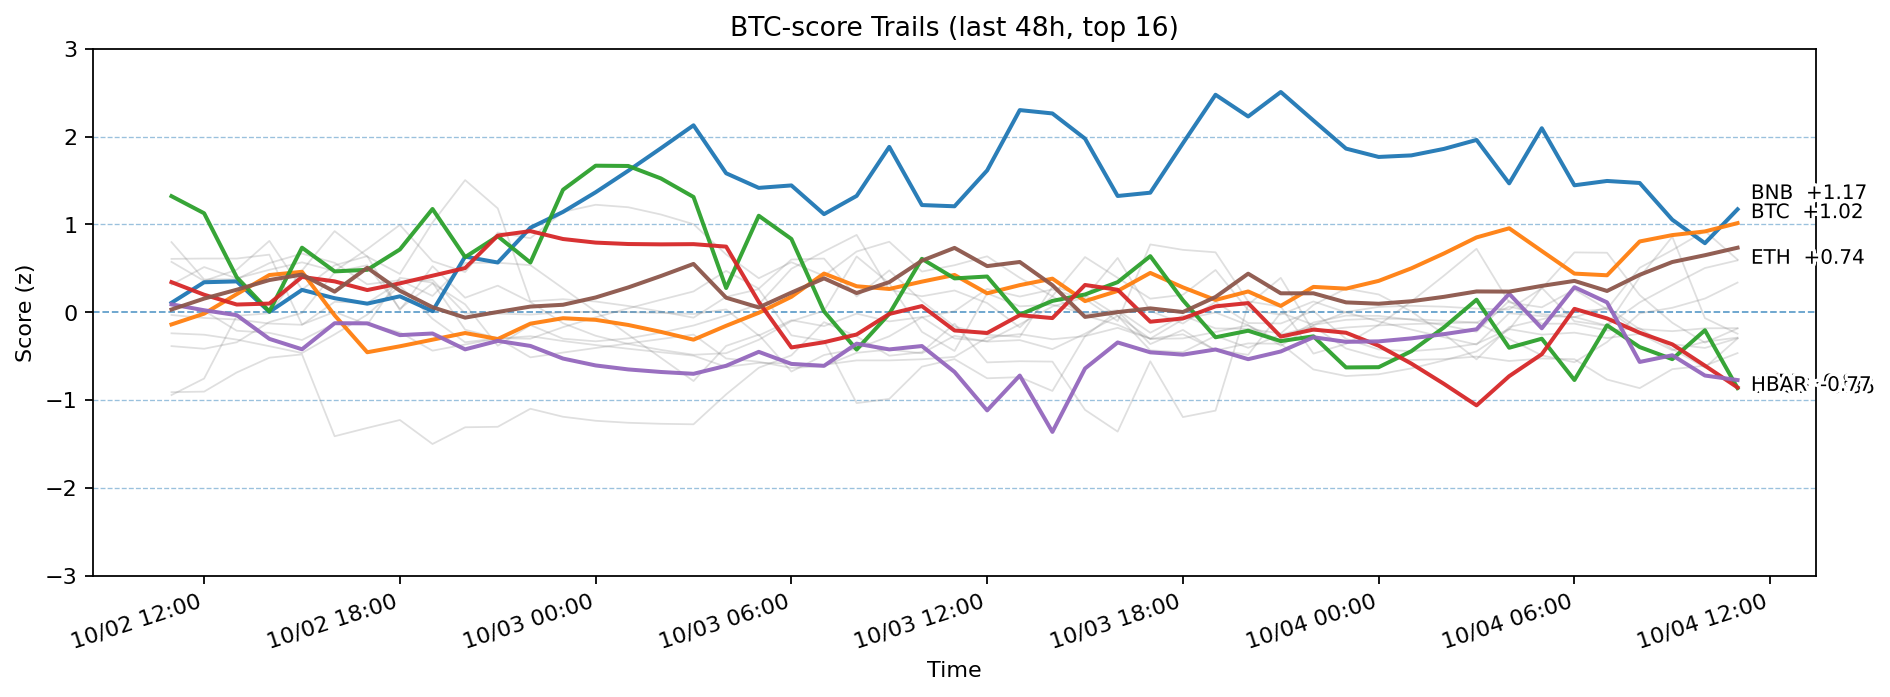 BTC-score Trails (last 48h, top 16)
3
2
1
0
−1
−2
−3
Score (z)
BNB +1.17
BTC +1.02
ETH +0.74
HBAR -0.77
10/02 12:00
10/02 18:00
10/03 00:00
10/03 06:00
10/03 12:00
10/03 18:00
10/04 00:00
10/04 06:00
10/04 12:00
Time